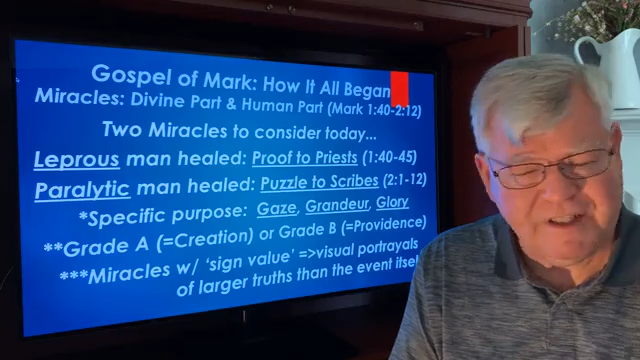 Gospel of Mark: How It All Began
Miracles: Divine Part & Human Part (Mark 1:40-2:12)
Two Miracles to consider today...
Leprous man healed: Proof to Priests (1:40-45)
Paralytic man healed: Puzzle to Scribes (2:1-12)
*Specific purpose: Gaze, Grandeur, Glory
**Grade A (=Creation) or Grade B (=Providence)
***Miracles w/ 'sign value' =>visual portrayals
of larger truths than the event itself